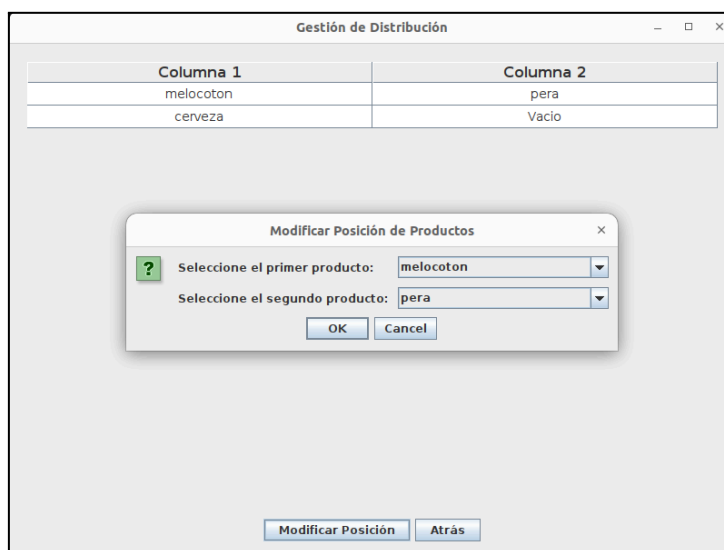 Gestión de Distribución
Columna 1 Columna 2
melocoton pera
cerveza Vacio
Modificar Posición de Productos
? Seleccione el primer producto: melocoton
Seleccione el segundo producto: pera
OK Cancel
Modificar Posición Atrás